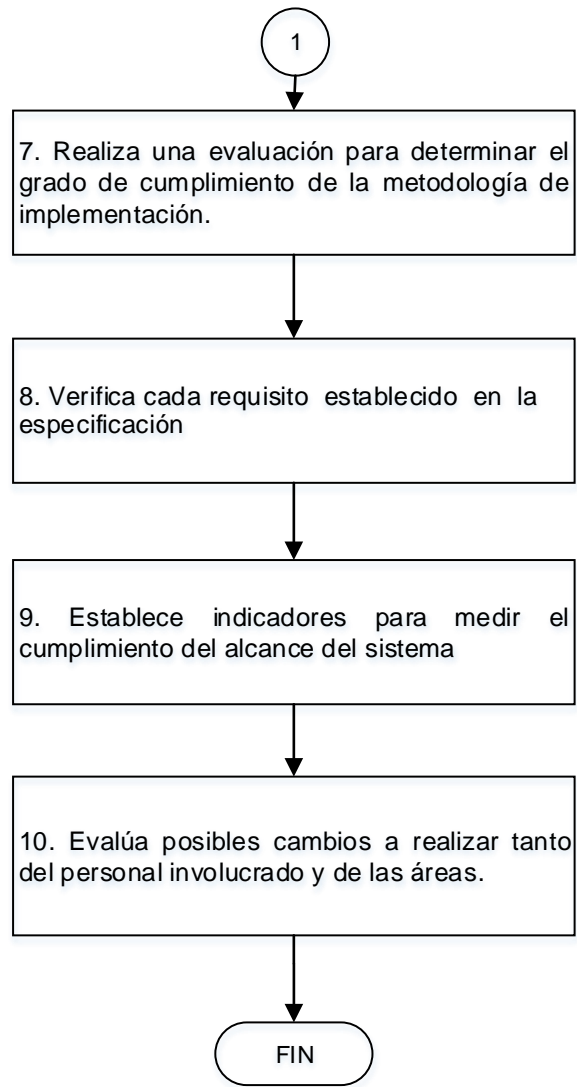 1
7. Realiza una evaluación para determinar el
grado de cumplimiento de la metodología de
implementación.
8. Verifica cada requisito establecido en la
especificación
9. Establece indicadores para medir el
cumplimiento del alcance del sistema
10. Evalúa posibles cambios a realizar tanto
del personal involucrado y de las áreas.
FIN